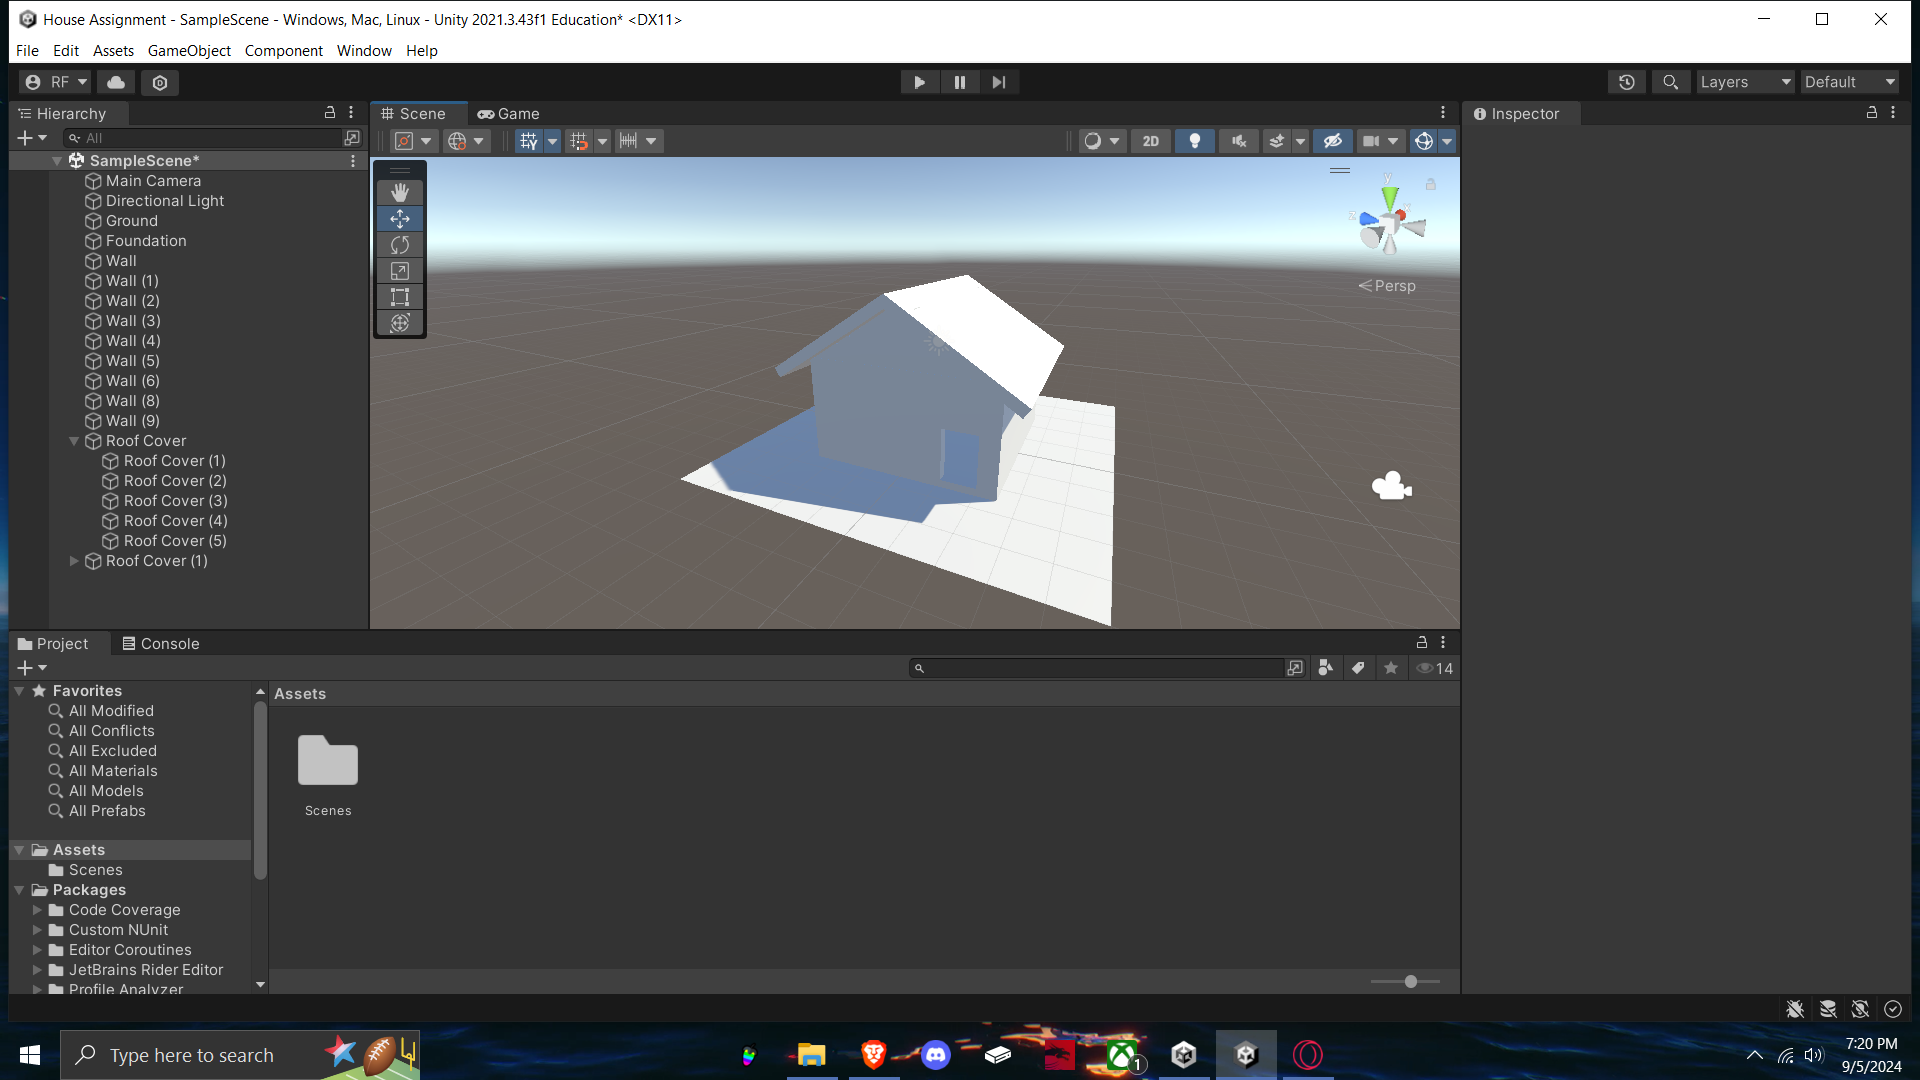 House Assignment - SampleScene - Windows, Mac, Linux - Unity 2021.3.43f1 Education* <DX11>
File Edit Assets GameObject Component Window Help
RF
Layers
Default
Hierarchy
All
SampleScene*
Main Camera
Directional Light
Ground
Foundation
Wall
Wall (1)
Wall (2)
Wall (3)
Wall (4)
Wall (5)
Wall (6)
Wall (8)
Wall (9)
Roof Cover
Roof Cover (1)
Roof Cover (2)
Roof Cover (3)
Roof Cover (4)
Roof Cover (5)
Roof Cover (1)
Scene
Game
2D
y
x
z
Persp
Inspector
Project
Console
14
Favorites
All Modified
All Conflicts
All Excluded
All Materials
All Models
All Prefabs
Assets
Scenes
Packages
Code Coverage
Custom NUnit
Editor Coroutines
JetBrains Rider Editor
Profile Analyzer
Assets
Scenes
Type here to search
1
7:20 PM
9/5/2024